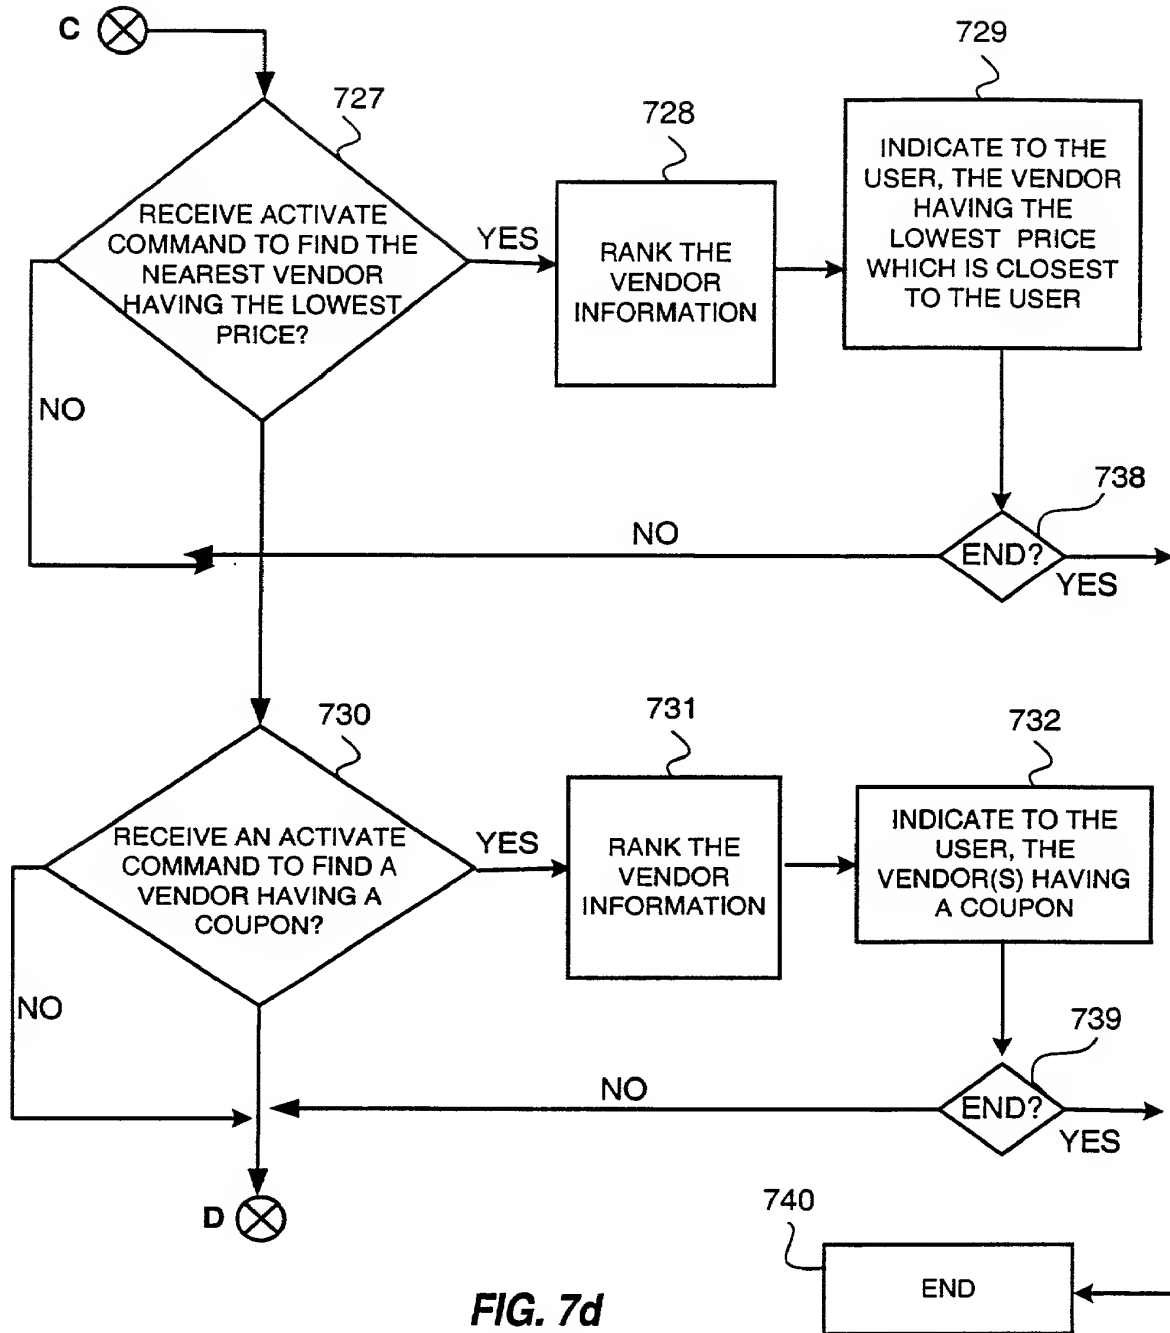 C
727
RECEIVE ACTIVATE
COMMAND TO FIND THE
NEAREST VENDOR
HAVING THE LOWEST
PRICE?
YES
NO
728
RANK THE
VENDOR
INFORMATION
729
INDICATE TO THE
USER, THE VENDOR
HAVING THE
LOWEST PRICE
WHICH IS CLOSEST
TO THE USER
738
END?
NO
YES
730
RECEIVE AN ACTIVATE
COMMAND TO FIND A
VENDOR HAVING A
COUPON?
YES
NO
731
RANK THE
VENDOR
INFORMATION
732
INDICATE TO THE
USER, THE
VENDOR(S) HAVING
A COUPON
739
END?
NO
YES
D
740
END
FIG. 7d